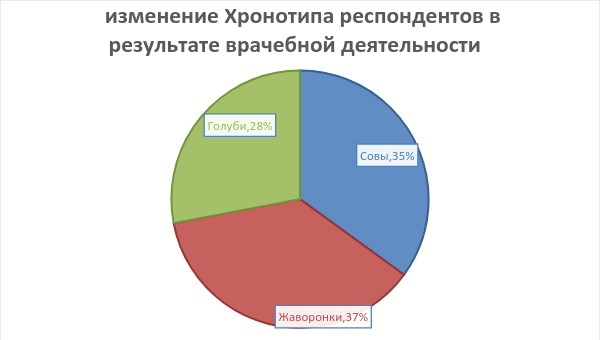 изменение Хронотипа респондентов в
результате врачебной деятельности
Голуби,28%
Совы,35%
Жаворонки,37%